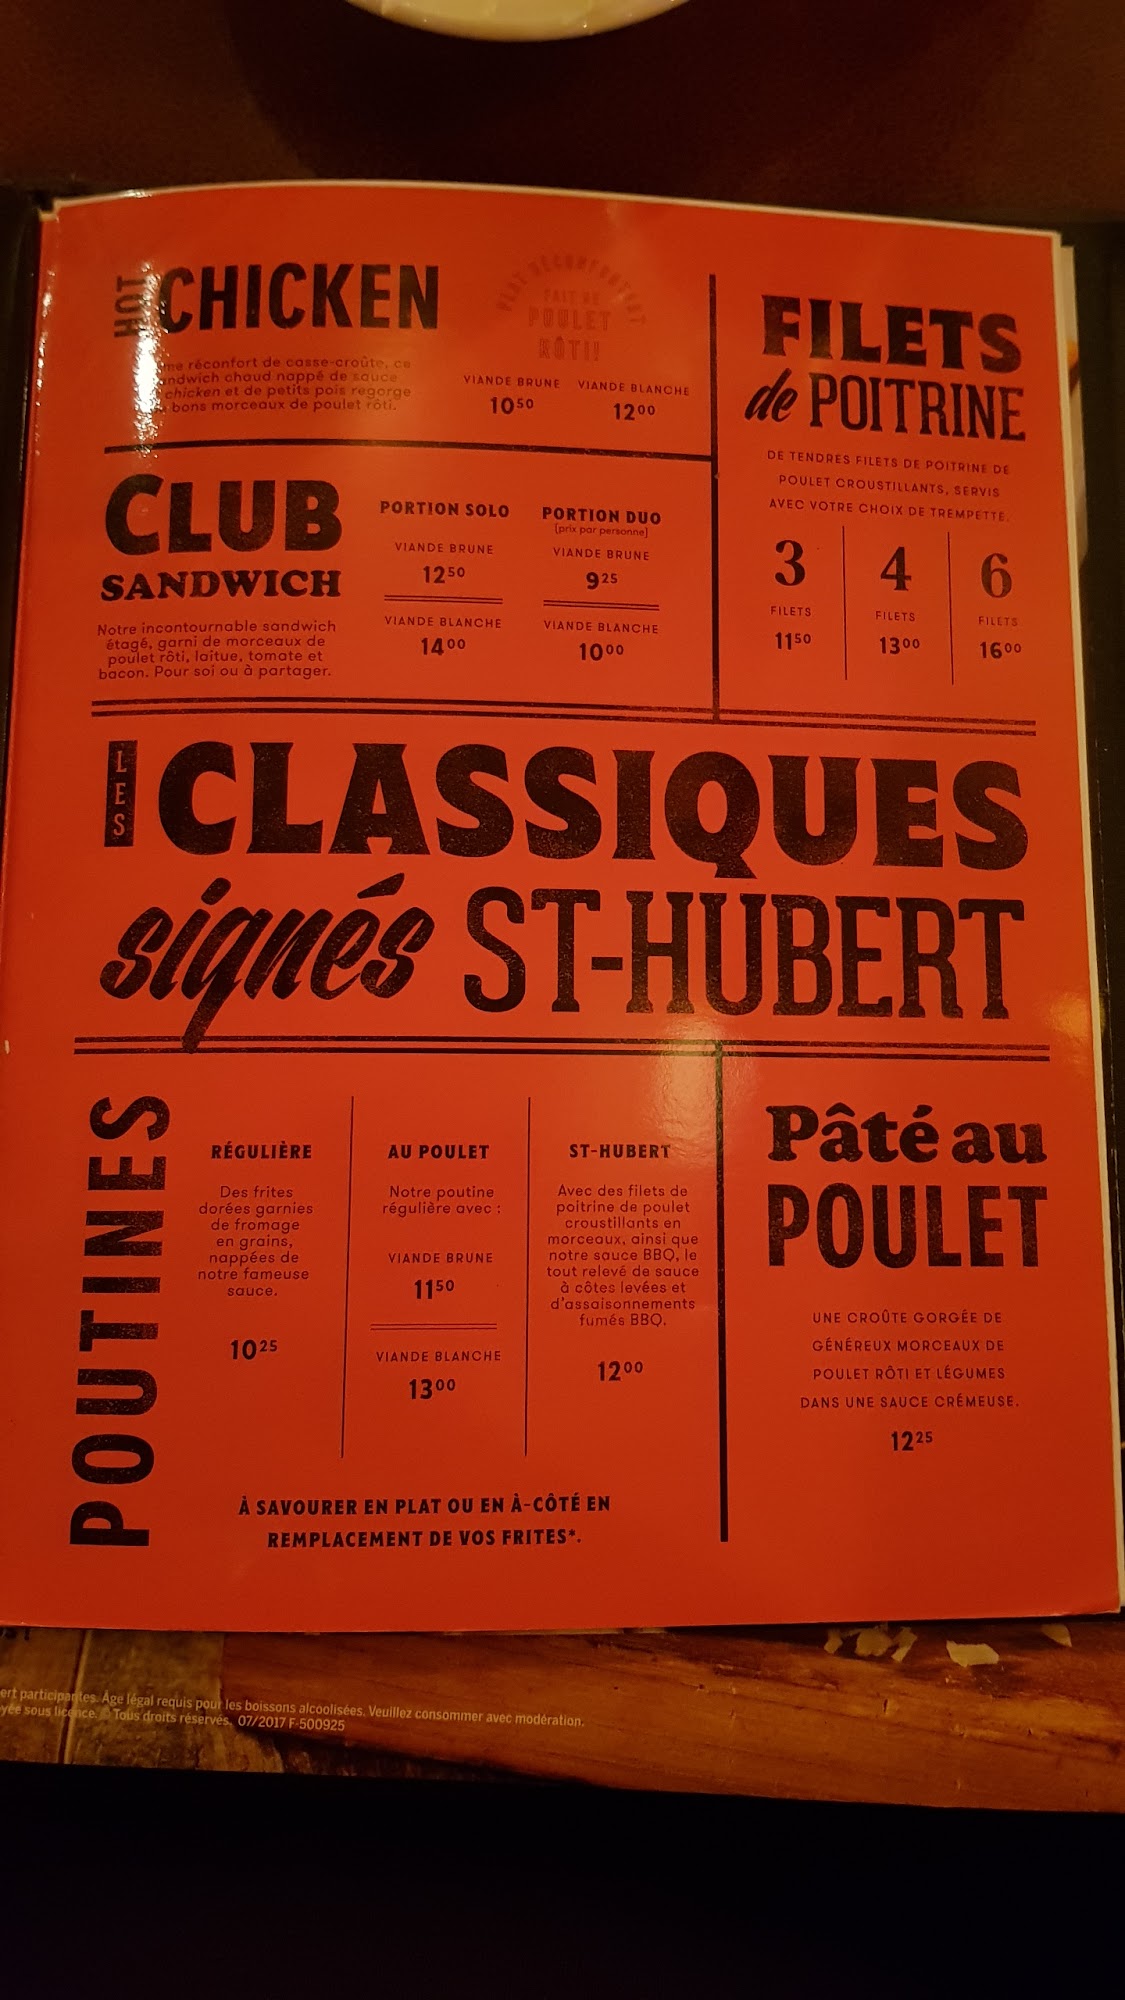 HOT CHICKEN
réconfort de casse-croûte, ce
chaud nappé de sauce
chicken et de petits pois regorge
bons morceaux de poulet rôti.
PLAT RÉCONFORTANT
FAIT DE
POULET
RÔTI!
VIANDE BRUNE
10 50
VIANDE BLANCHE
12 00
FILETS
de POITRINE
DE TENDRES FILETS DE POITRINE DE
POULET CROUSTILLANTS, SERVIS
AVEC VOTRE CHOIX DE TREMPETTE.
3
FILETS
11 50
4
FILETS
13 00
6
FILETS
16 00
CLUB
SANDWICH
Notre incontournable sandwich
étagé, garni de morceaux de
poulet rôti, laitue, tomate et
bacon. Pour soi ou à partager.
PORTION SOLO
VIANDE BRUNE
12 50
VIANDE BLANCHE
14 00
PORTION DUO
(prix par personne)
VIANDE BRUNE
9 25
VIANDE BLANCHE
10 00
LES CLASSIQUES
signés ST-HUBERT
POUTINES
RÉGULIÈRE
Des frites
dorées garnies
de fromage
en grains,
nappées de
notre fameuse
sauce.
10 25
AU POULET
Notre poutine
régulière avec :
VIANDE BRUNE
11 50
VIANDE BLANCHE
13 00
ST-HUBERT
Avec des filets de
poitrine de poulet
croustillants en
morceaux, ainsi que
notre sauce BBQ, le
tout relevé de sauce
à côtes levées et
d'assaisonnements
fumés BBQ.
12 00
À SAVOURER EN PLAT OU EN À-CÔTÉ EN
REMPLACEMENT DE VOS FRITES*.
Pâté au
POULET
UNE CROÛTE GORGÉE DE
GÉNÉREUX MORCEAUX DE
POULET RÔTI ET LÉGUMES
DANS UNE SAUCE CRÉMEUSE.
12 25
ert participantes. Âge légal requis pour les boissons alcoolisées. Veuillez consommer avec modération.
yée sous licence. © Tous droits réservés. 07/2017 F-500925